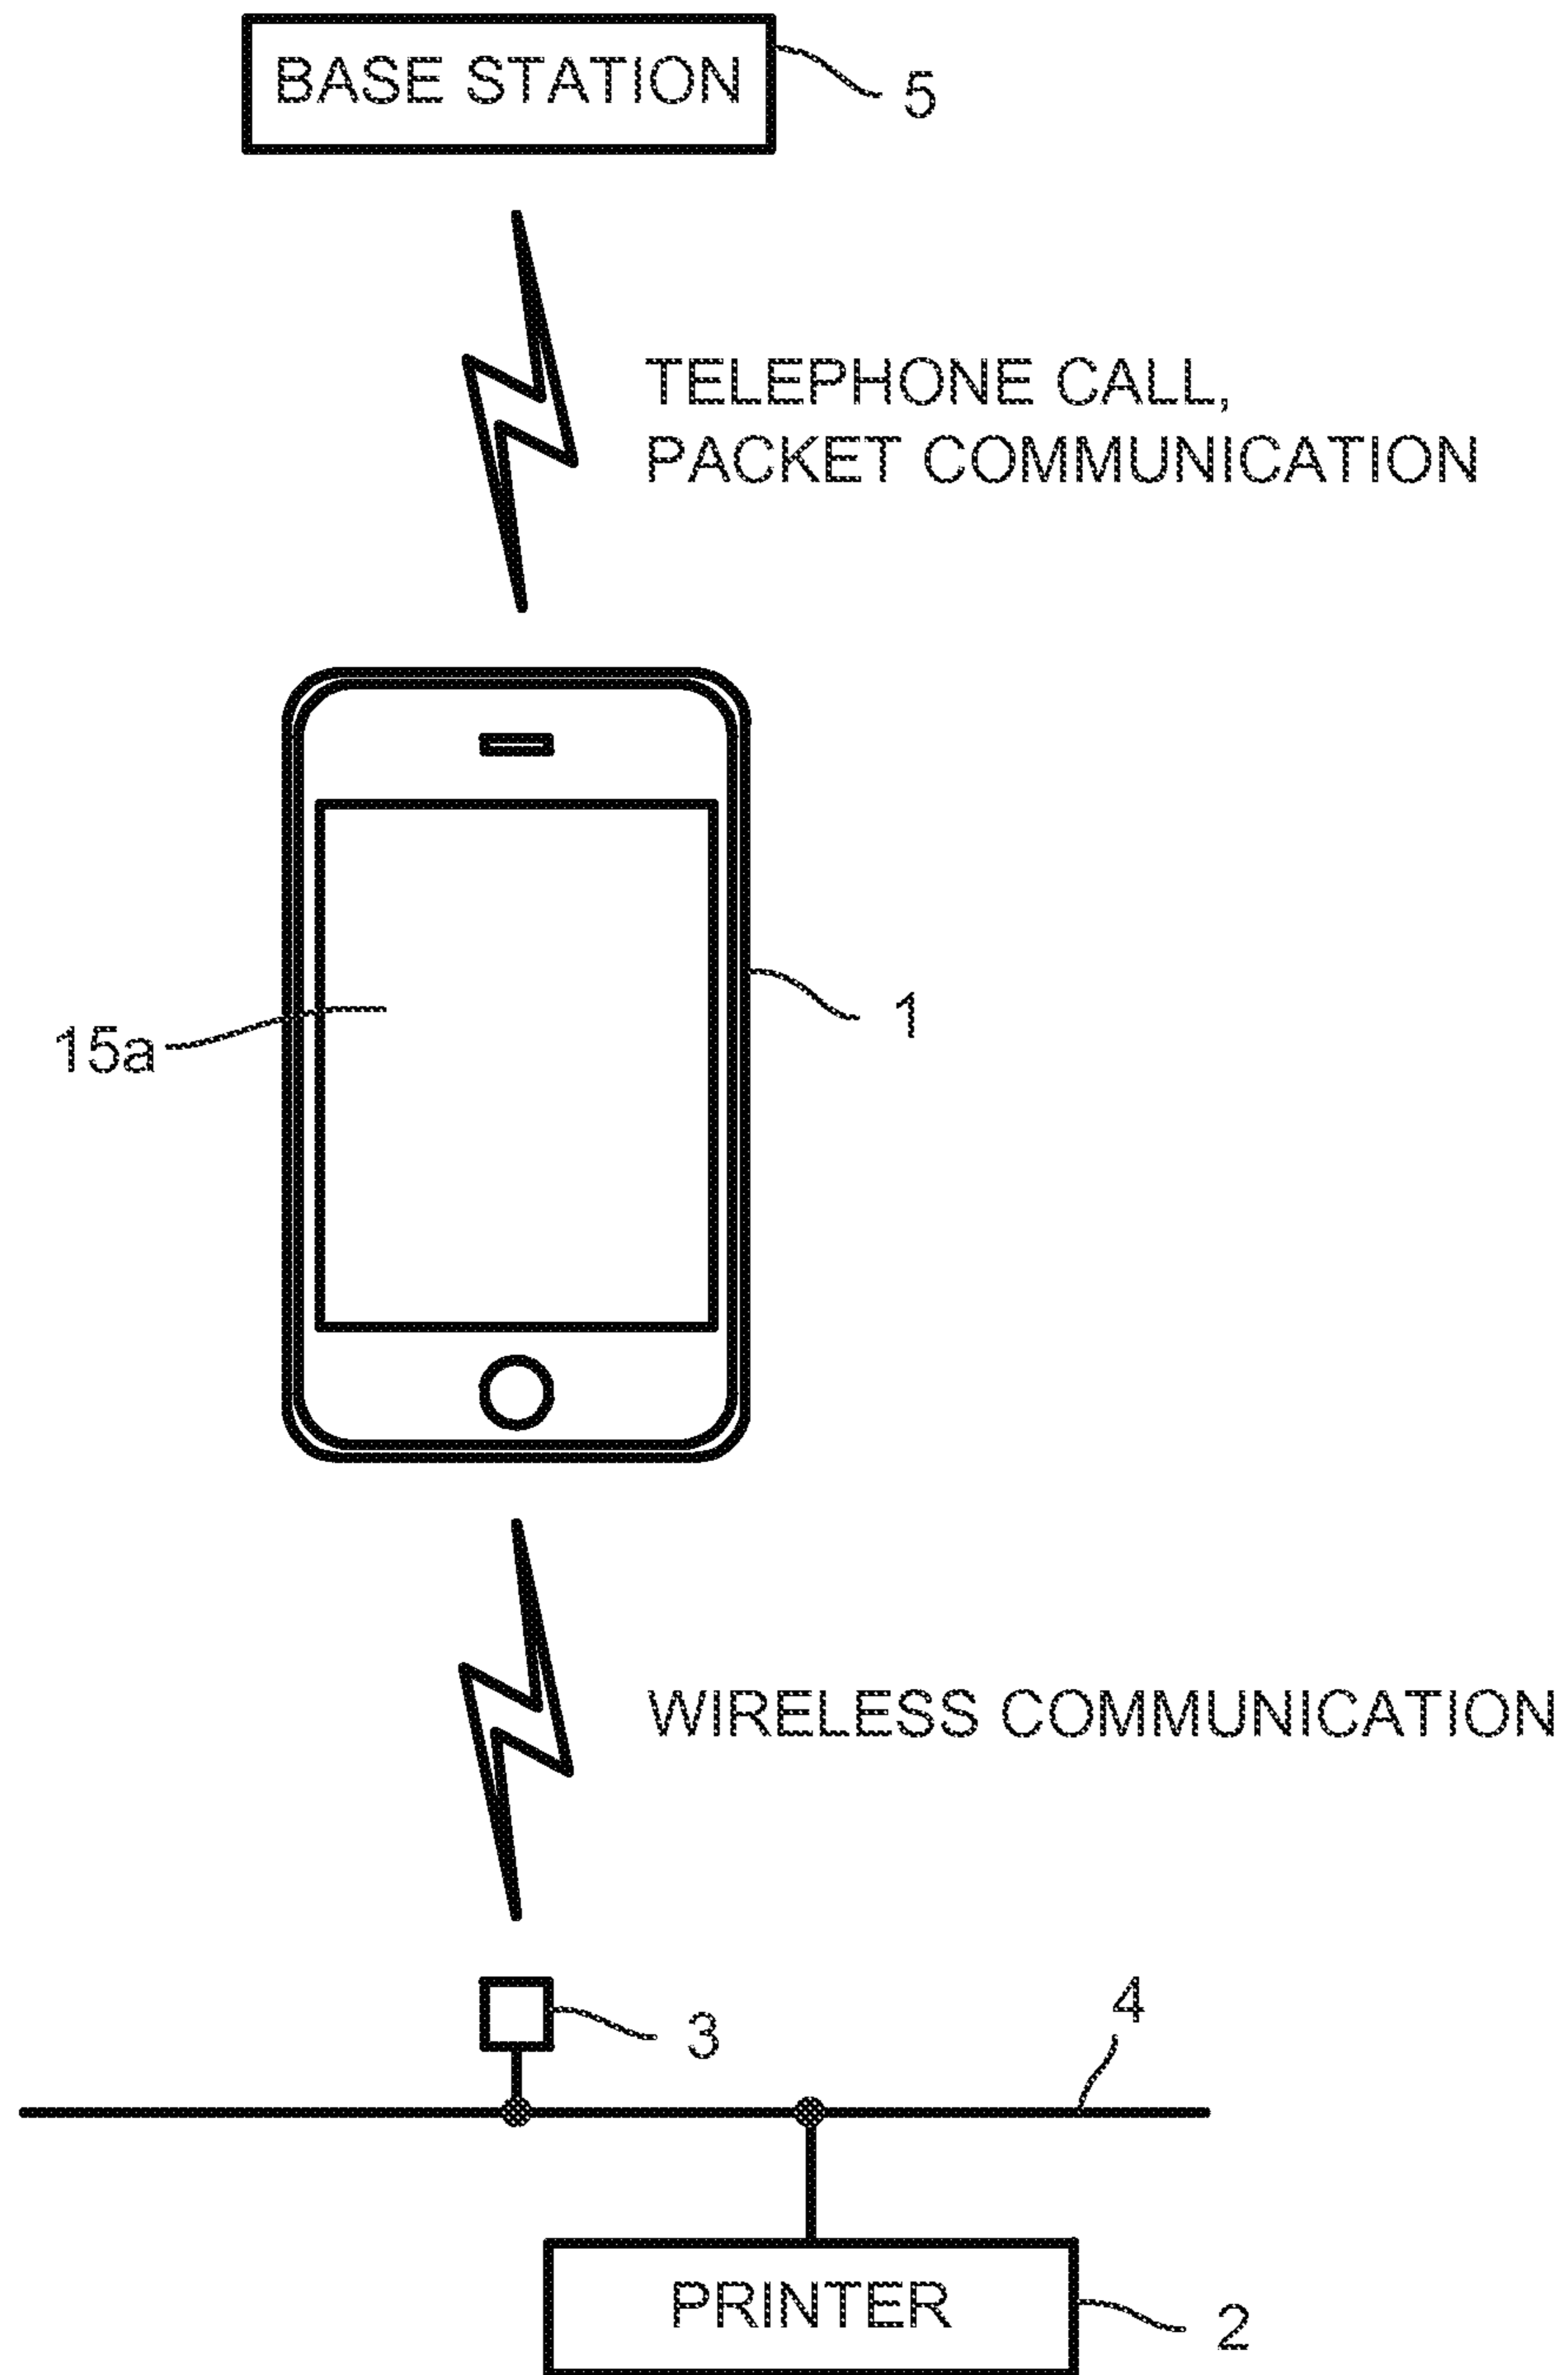 BASE STATION
5
TELEPHONE CALL,
PACKET COMMUNICATION
1
15a
WIRELESS COMMUNICATION
3
4
PRINTER
2